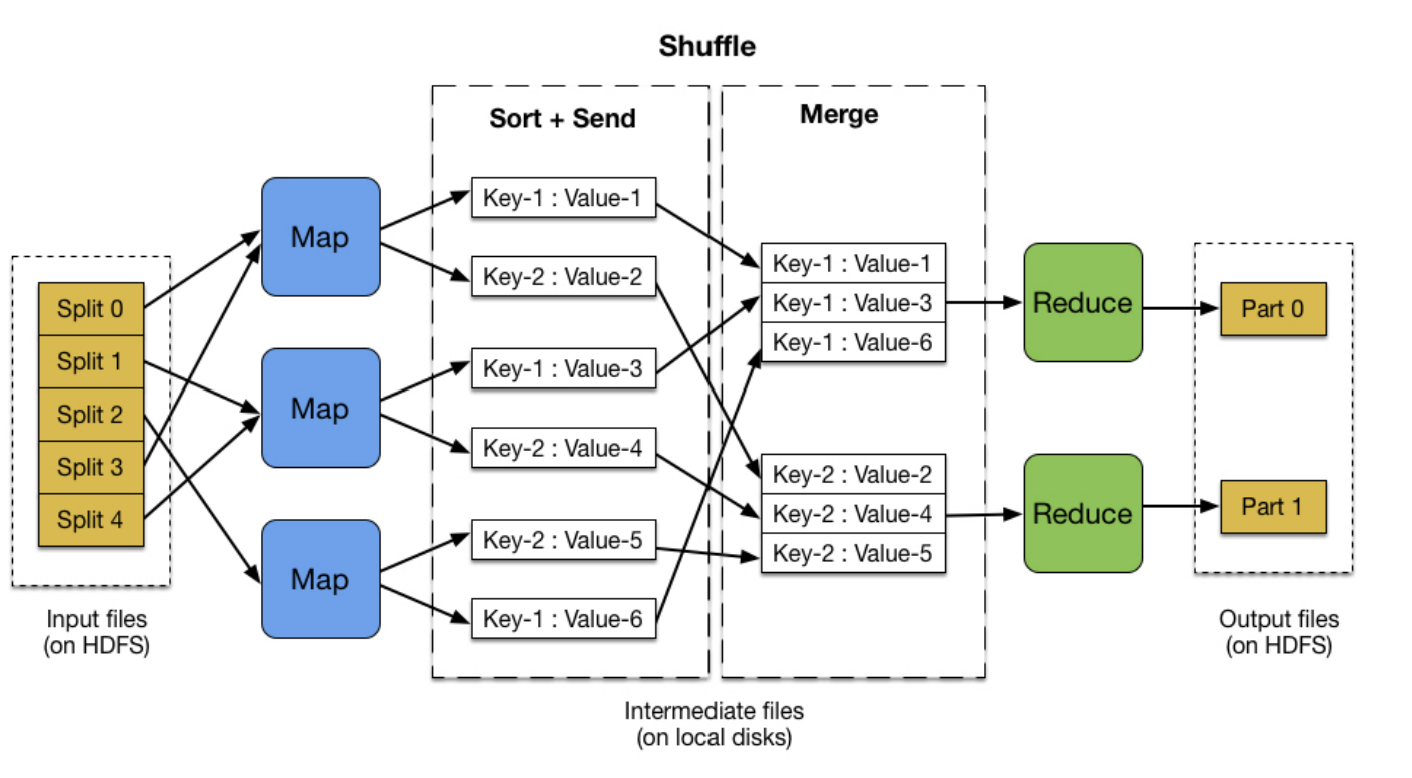 Shuffle
Sort + Send
Merge
Split 0
Split 1
Split 2
Split 3
Split 4
Input files
(on HDFS)
Map
Map
Map
Key-1 : Value-1
Key-2 : Value-2
Key-1 : Value-3
Key-2 : Value-4
Key-2 : Value-5
Key-1 : Value-6
Key-1 : Value-1
Key-1 : Value-3
Key-1 : Value-6
Key-2 : Value-2
Key-2 : Value-4
Key-2 : Value-5
Intermediate files
(on local disks)
Reduce
Reduce
Part 0
Part 1
Output files
(on HDFS)